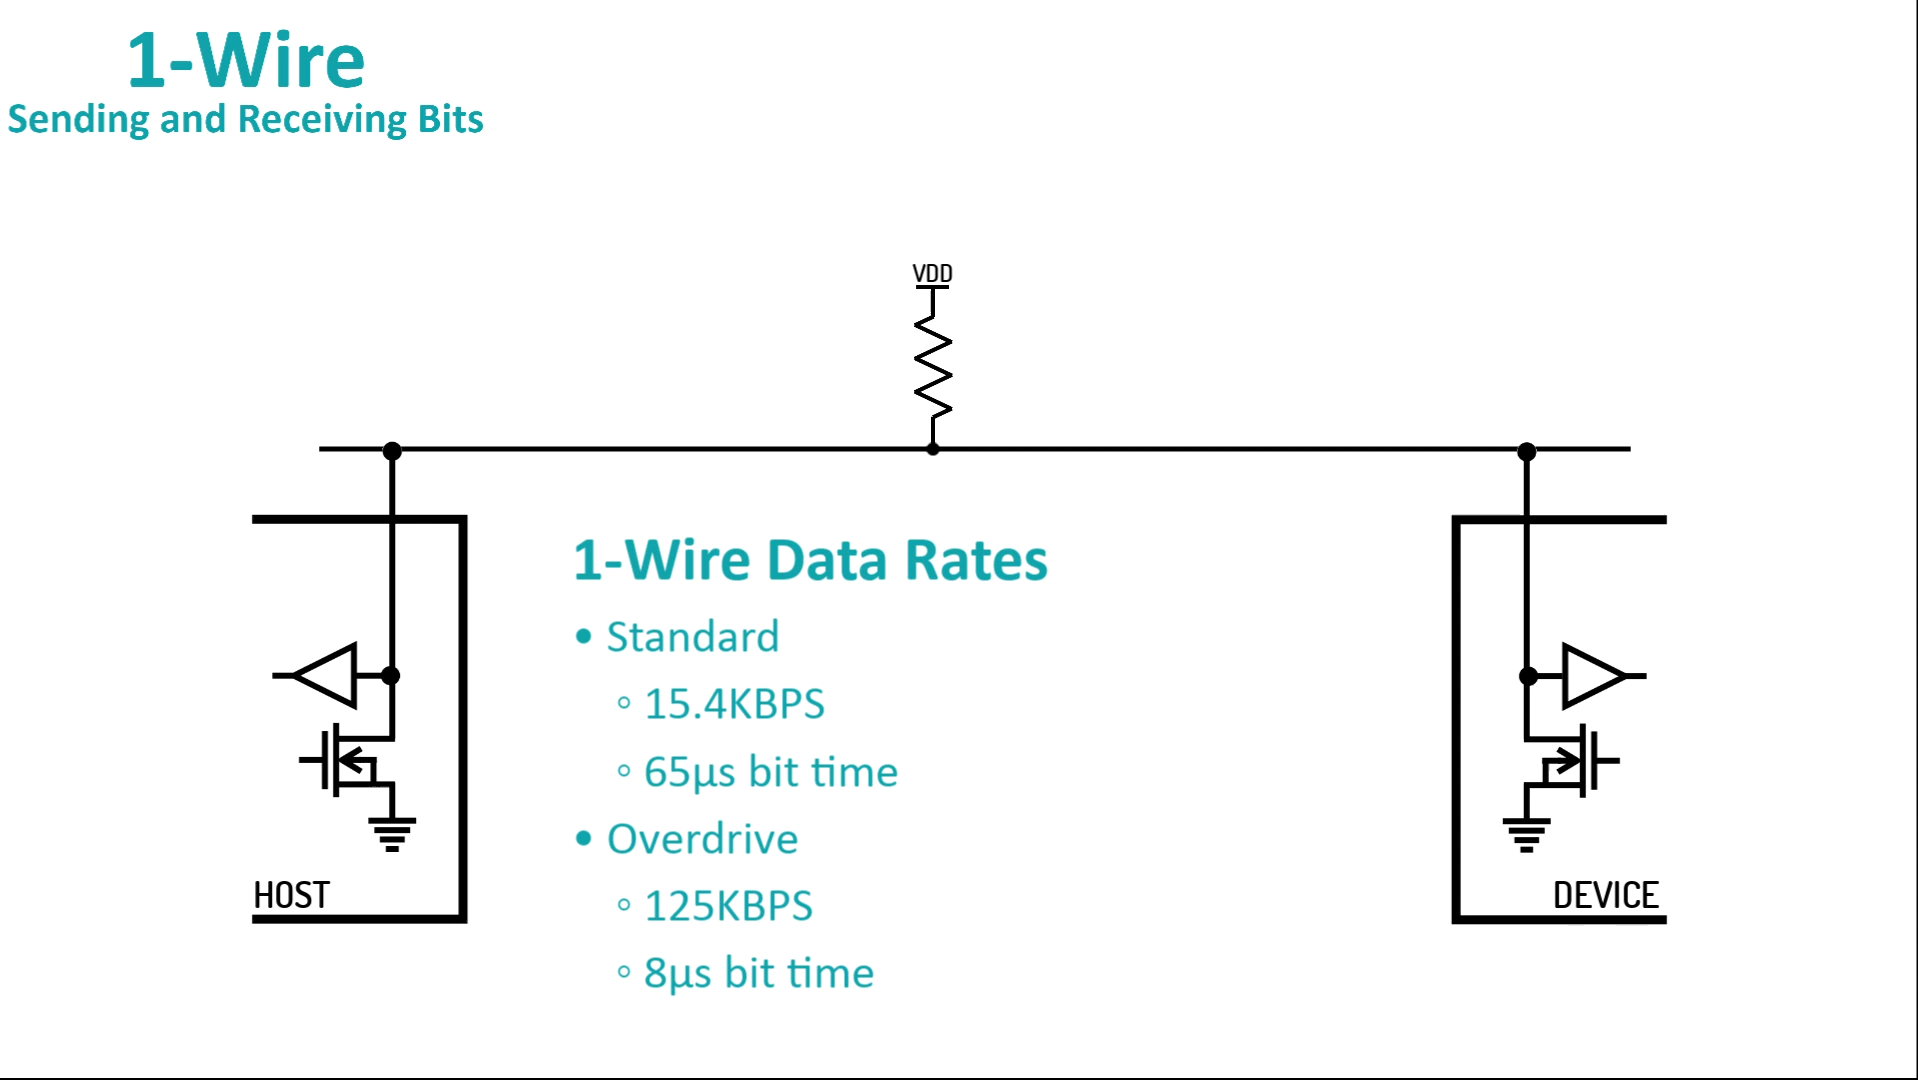 1-Wire
Sending and Receiving Bits
VDD
1-Wire Data Rates
• Standard
◦ 15.4KBPS
◦ 65µs bit time
• Overdrive
◦ 125KBPS
◦ 8µs bit time
HOST
DEVICE